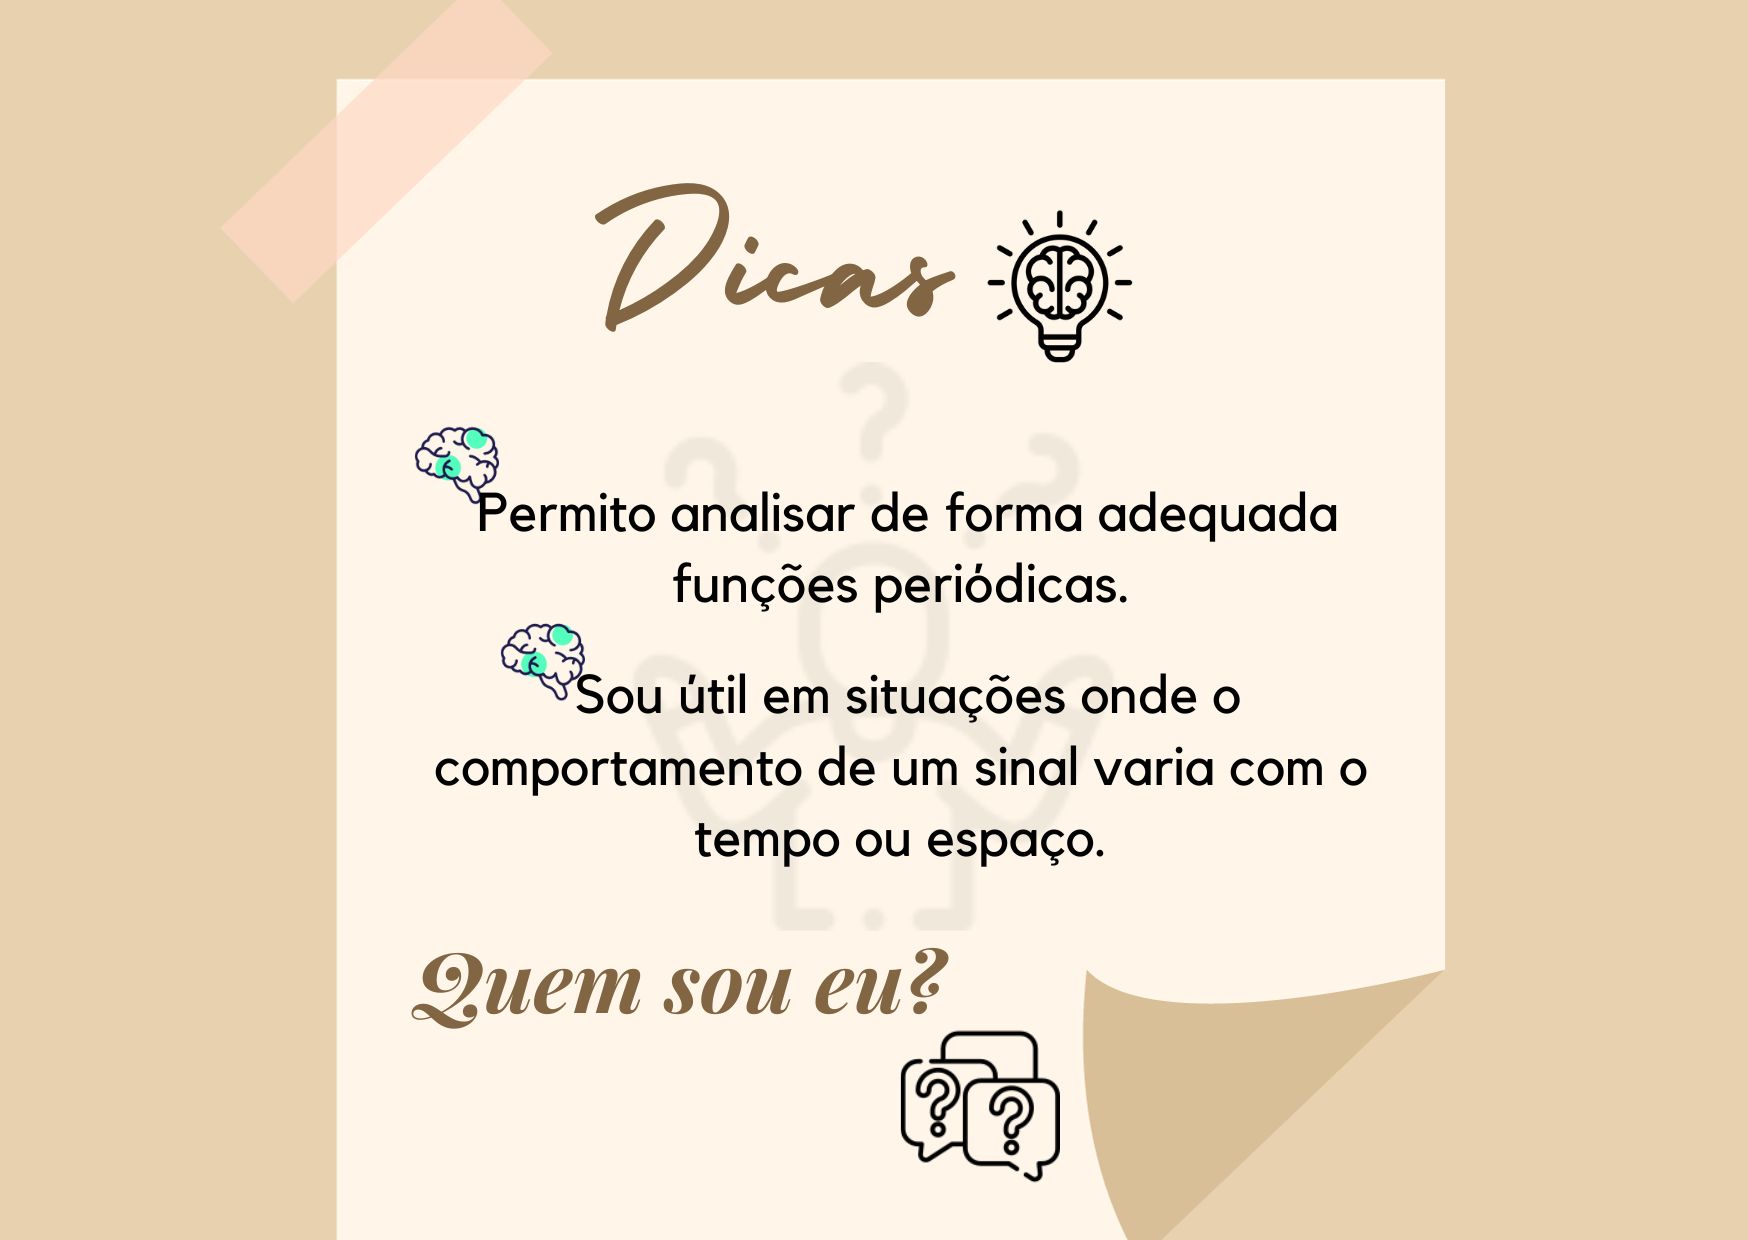 Dicas
Permito analisar de forma adequada
funções periódicas.
Sou útil em situações onde o
comportamento de um sinal varia com o
tempo ou espaço.
Quem sou eu?